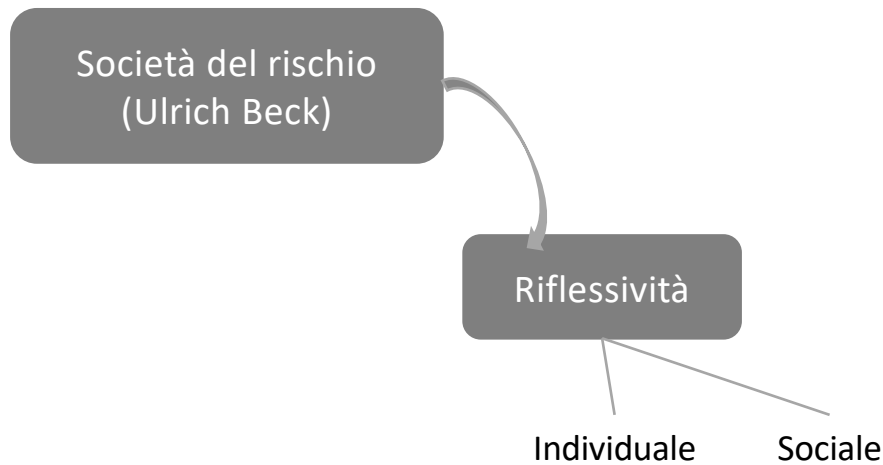 Società del rischio
(Ulrich Beck)
Riflessività
Individuale
Sociale